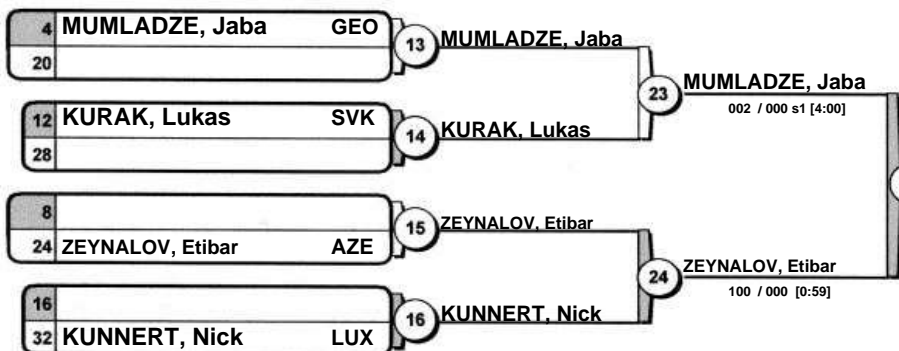 4 MUMLADZE, Jaba GEO
20
13 MUMLADZE, Jaba
12 KURAK, Lukas SVK
28
14 KURAK, Lukas
23 MUMLADZE, Jaba
002 / 000 s1 [4:00]
8
24 ZEYNALOV, Etibar AZE
15 ZEYNALOV, Etibar
16
32 KUNNERT, Nick LUX
16 KUNNERT, Nick
24 ZEYNALOV, Etibar
100 / 000 [0:59]